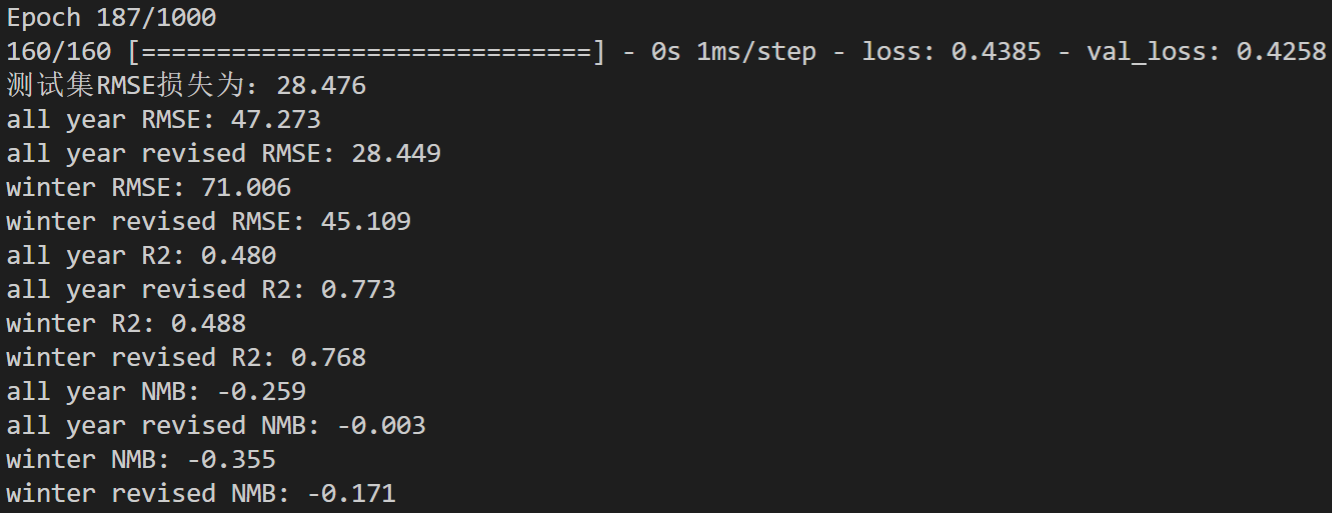 Epoch 187/1000
160/160 [==============================] - 0s 1ms/step - loss: 0.4385 - val_loss: 0.4258
测试集RMSE损失为：28.476
all year RMSE: 47.273
all year revised RMSE: 28.449
winter RMSE: 71.006
winter revised RMSE: 45.109
all year R2: 0.480
all year revised R2: 0.773
winter R2: 0.488
winter revised R2: 0.768
all year NMB: -0.259
all year revised NMB: -0.003
winter NMB: -0.355
winter revised NMB: -0.171